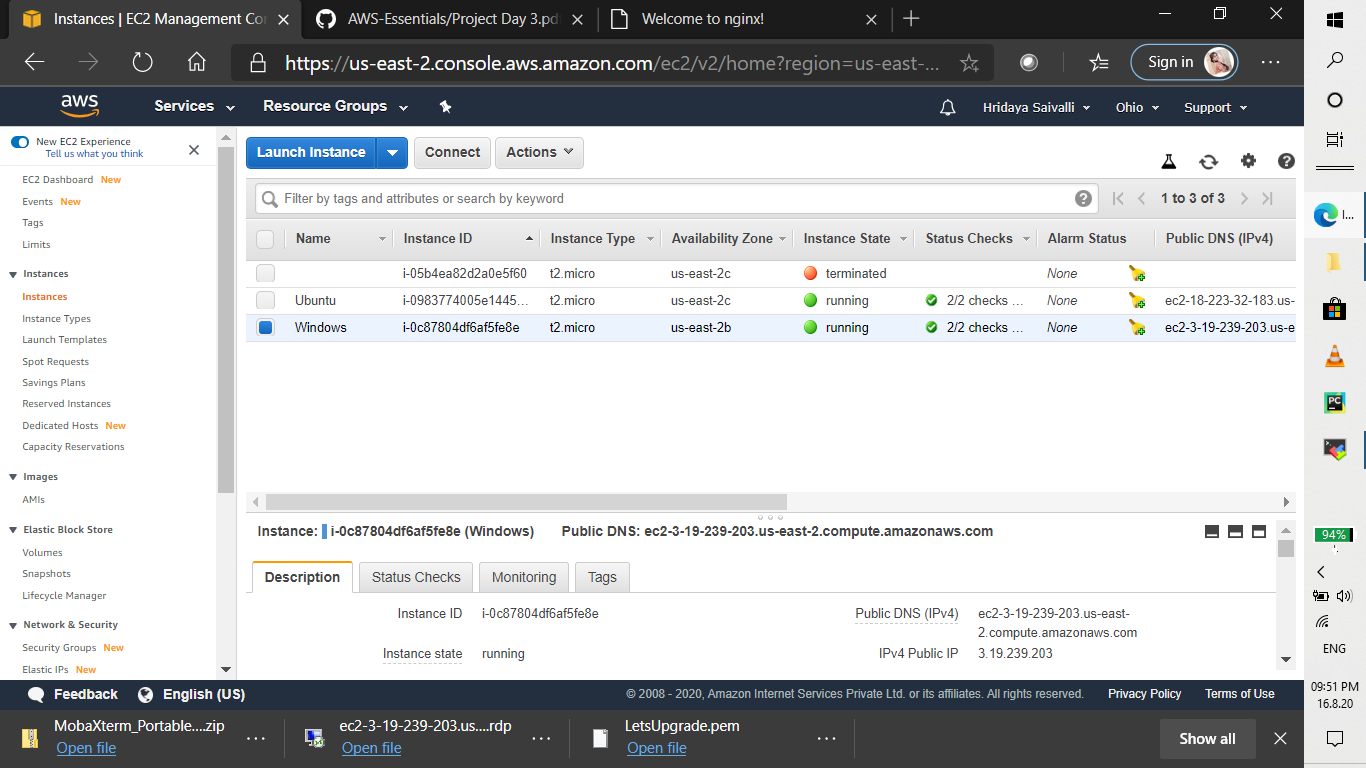 Instances | EC2 Management Co
AWS-Essentials/Project Day 3.pd
Welcome to nginx!
https://us-east-2.console.aws.amazon.com/ec2/v2/home?region=us-east-...
Sign in
aws
Services
Resource Groups
Hridaya Saivalli
Ohio
Support
New EC2 Experience
Tell us what you think
EC2 Dashboard New
Events New
Tags
Limits
Instances
Instances
Instance Types
Launch Templates
Spot Requests
Savings Plans
Reserved Instances
Dedicated Hosts New
Capacity Reservations
Images
AMIs
Elastic Block Store
Volumes
Snapshots
Lifecycle Manager
Network & Security
Security Groups New
Elastic IPs New
Launch Instance
Connect
Actions
Filter by tags and attributes or search by keyword
1 to 3 of 3
Name Instance ID Instance Type Availability Zone Instance State Status Checks Alarm Status Public DNS (IPv4)
i-05b4ea82d2a0e5f60 t2.micro us-east-2c terminated None
Ubuntu i-0983774005e1445... t2.micro us-east-2c running 2/2 checks ... None ec2-18-223-32-183.us-
Windows i-0c87804df6af5fe8e t2.micro us-east-2b running 2/2 checks ... None ec2-3-19-239-203.us-e
Instance: i-0c87804df6af5fe8e (Windows) Public DNS: ec2-3-19-239-203.us-east-2.compute.amazonaws.com
Description
Status Checks
Monitoring
Tags
Instance ID i-0c87804df6af5fe8e
Public DNS (IPv4) ec2-3-19-239-203.us-east-
2.compute.amazonaws.com
Instance state running
IPv4 Public IP 3.19.239.203
Feedback
English (US)
© 2008 - 2020, Amazon Internet Services Private Ltd. or its affiliates. All rights reserved.
Privacy Policy
Terms of Use
MobaXterm_Portable....zip
Open file
ec2-3-19-239-203.us....rdp
Open file
LetsUpgrade.pem
Open file
Show all
I...
PC
94%
ENG
09:51 PM
16.8.20